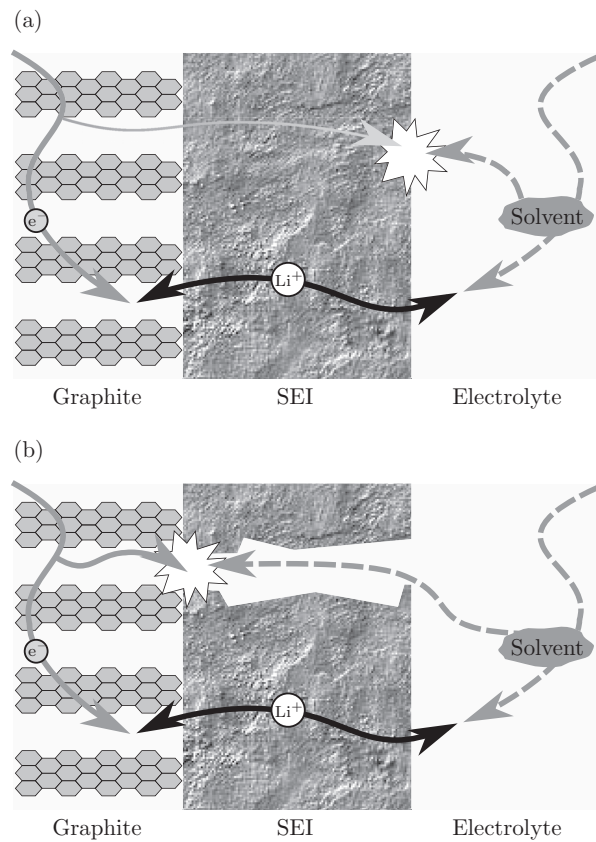 (a)
e⁻
Solvent
Li⁺
Graphite SEI Electrolyte
(b)
e⁻
Solvent
Li⁺
Graphite SEI Electrolyte